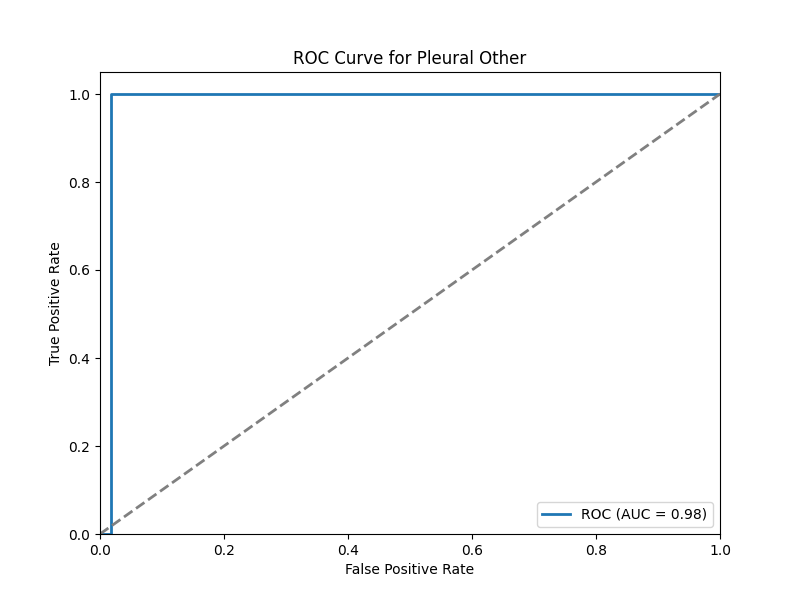 ROC Curve for Pleural Other
True Positive Rate
1.0
0.8
0.6
0.4
0.2
0.0
0.0 0.2 0.4 0.6 0.8 1.0
False Positive Rate
ROC (AUC = 0.98)